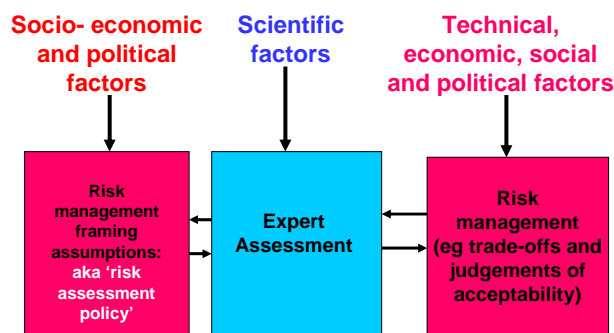 Socio- economic
and political
factors
Scientific
factors
Technical,
economic, social
and political factors
Risk
management
framing
assumptions:
aka ‘risk
assessment
policy’
Expert
Assessment
Risk
management
(eg trade-offs and
judgements of
acceptability)